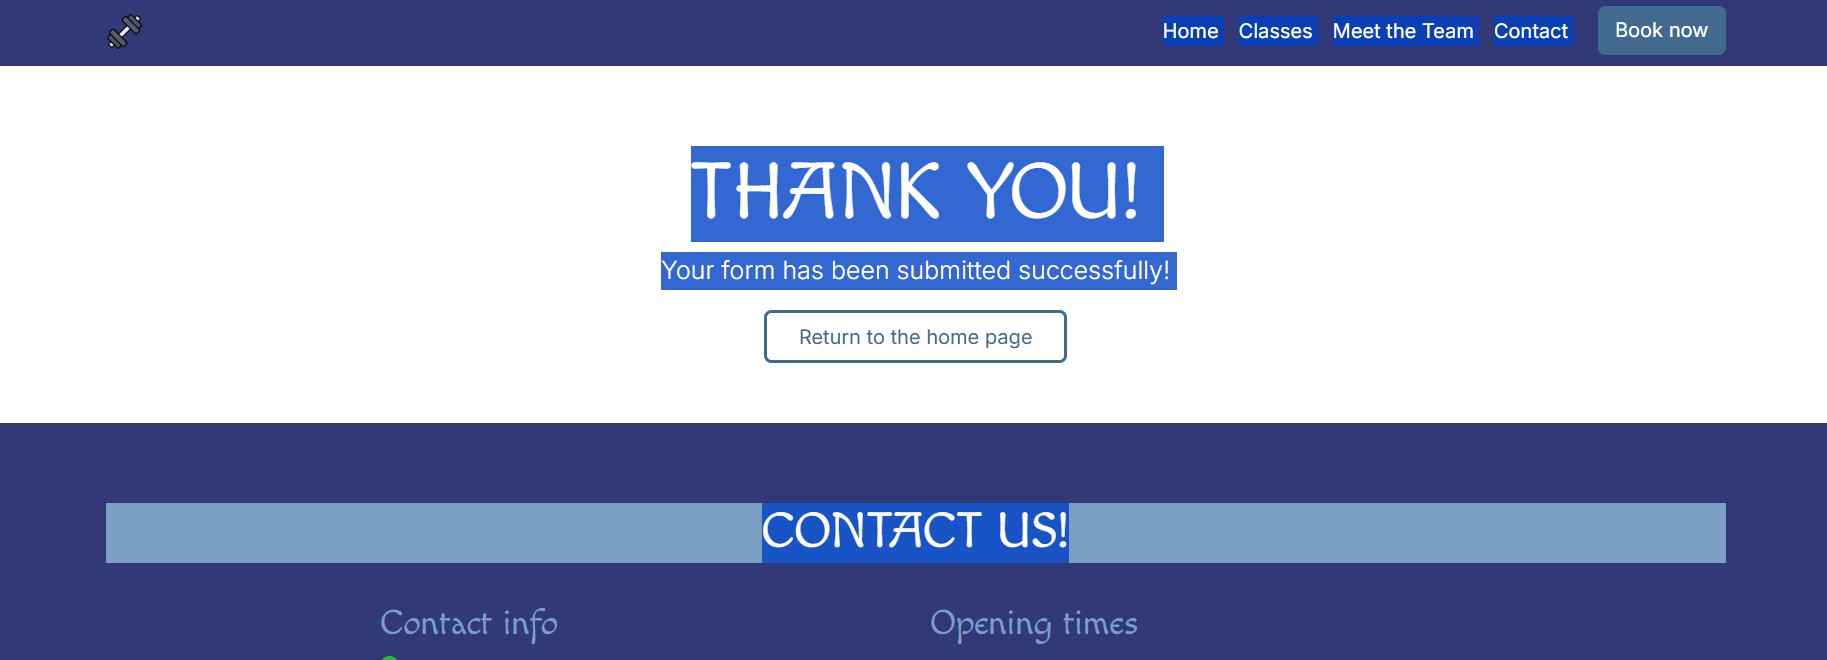 Home Classes Meet the Team Contact Book now
THANK YOU!
Your form has been submitted successfully!
Return to the home page
CONTACT US!
Contact info Opening times